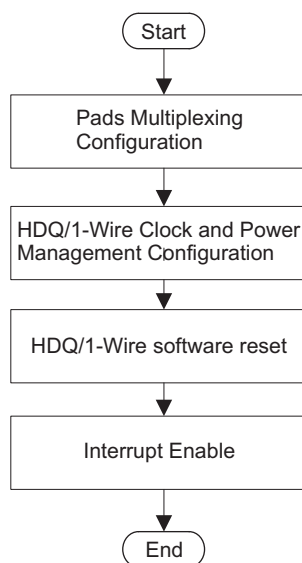 Start
Pads Multiplexing
Configuration
HDQ/1-Wire Clock and Power
Management Configuration
HDQ/1-Wire software reset
Interrupt Enable
End